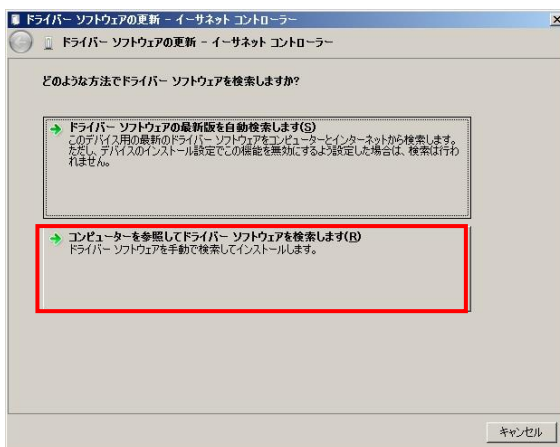 ドライバー ソフトウェアの更新 - イーサネット コントローラー
ドライバー ソフトウェアの更新 - イーサネット コントローラー
どのような方法でドライバー ソフトウェアを検索しますか?
ドライバー ソフトウェアの最新版を自動検索します(S)
このデバイス用の最新のドライバー ソフトウェアをコンピューターとインターネットから検索します。
ただし、デバイスのインストール設定でこの機能を無効にするよう設定した場合は、検索は行わ
れません。
コンピューターを参照してドライバー ソフトウェアを検索します(R)
ドライバー ソフトウェアを手動で検索してインストールします。
キャンセル